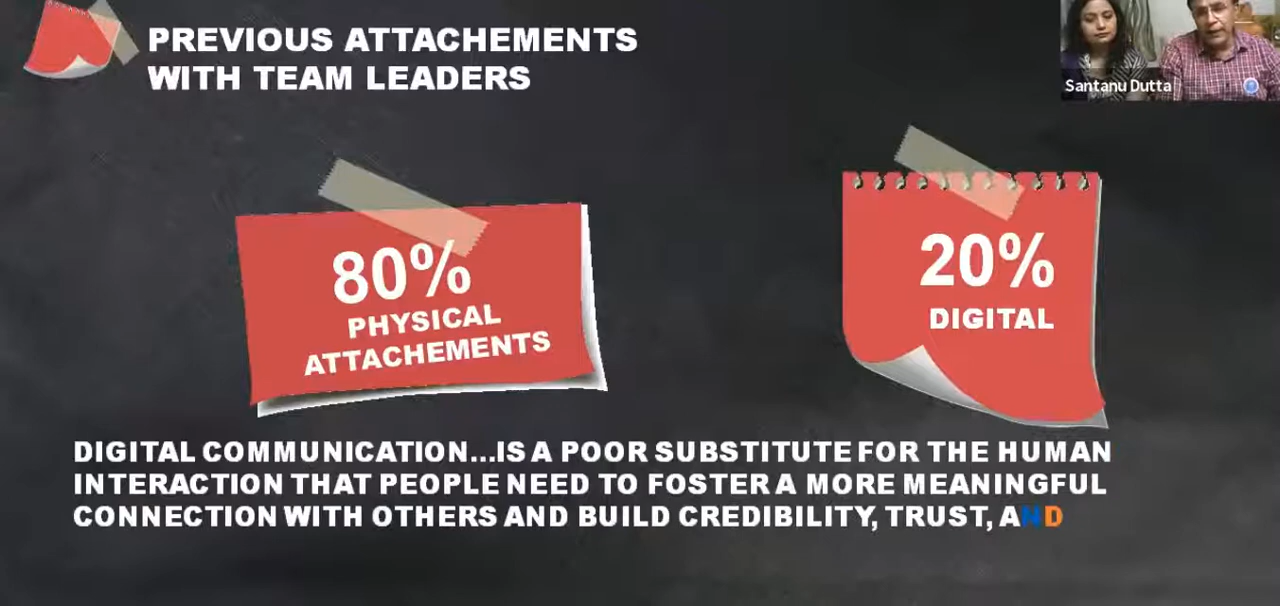 PREVIOUS ATTACHEMENTS
WITH TEAM LEADERS
Santanu Dutta
80%
PHYSICAL
ATTACHEMENTS
20%
DIGITAL
DIGITAL COMMUNICATION...IS A POOR SUBSTITUTE FOR THE HUMAN
INTERACTION THAT PEOPLE NEED TO FOSTER A MORE MEANINGFUL
CONNECTION WITH OTHERS AND BUILD CREDIBILITY, TRUST, AND